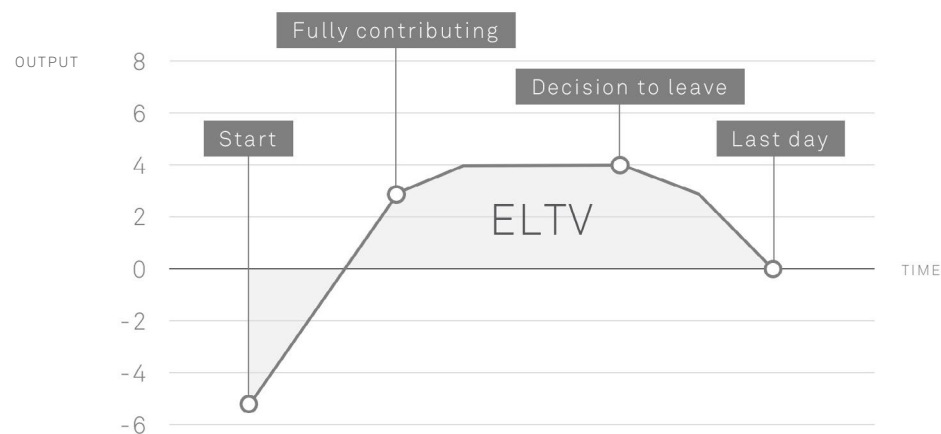 Fully contributing
OUTPUT
8
Decision to leave
6
Start
Last day
4
ELTV
2
0
TIME
-2
-4
-6